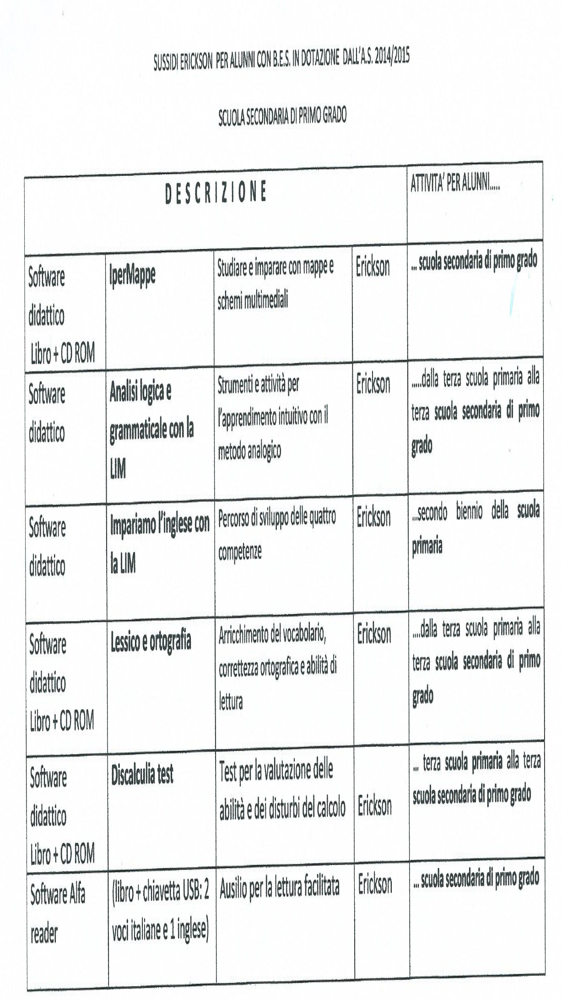 SUSSIDI ERICKSON PER ALUNNI CON B.E.S. IN DOTAZIONE DALL'A.S. 2014/2015
SCUOLA SECONDARIA DI PRIMO GRADO
DESCRIZIONE
ATTIVITA' PER ALUNNI.....
Software
didattico
Libro + CD ROM
IperMappe
Studiare e imparare con mappe e
schemi multimediali
Erickson
... scuola secondaria di primo grado
Software
didattico
Analisi logica e
grammaticale con la
LIM
Strumenti e attività per
l'apprendimento intuitivo con il
metodo analogico
Erickson
.....dalla terza scuola primaria alla
terza scuola secondaria di primo
grado
Software
didattico
Impariamo l'inglese con
la LIM
Percorso di sviluppo delle quattro
competenze
Erickson
...secondo biennio della scuola
primaria
Software
didattico
Libro + CD ROM
Lessico e ortografia
Arricchimento del vocabolario,
correttezza ortografica e abilità di
lettura
Erickson
....dalla terza scuola primaria alla
terza scuola secondaria di primo
grado
Software
didattico
Libro + CD ROM
Discalculia test
Test per la valutazione delle
abilità e dei disturbi del calcolo
Erickson
... terza scuola primaria alla terza
scuola secondaria di primo grado
Software Alfa
reader
(libro + chiavetta USB: 2
voci italiane e 1 inglese)
Ausilio per la lettura facilitata
Erickson
... scuola secondaria di primo grado